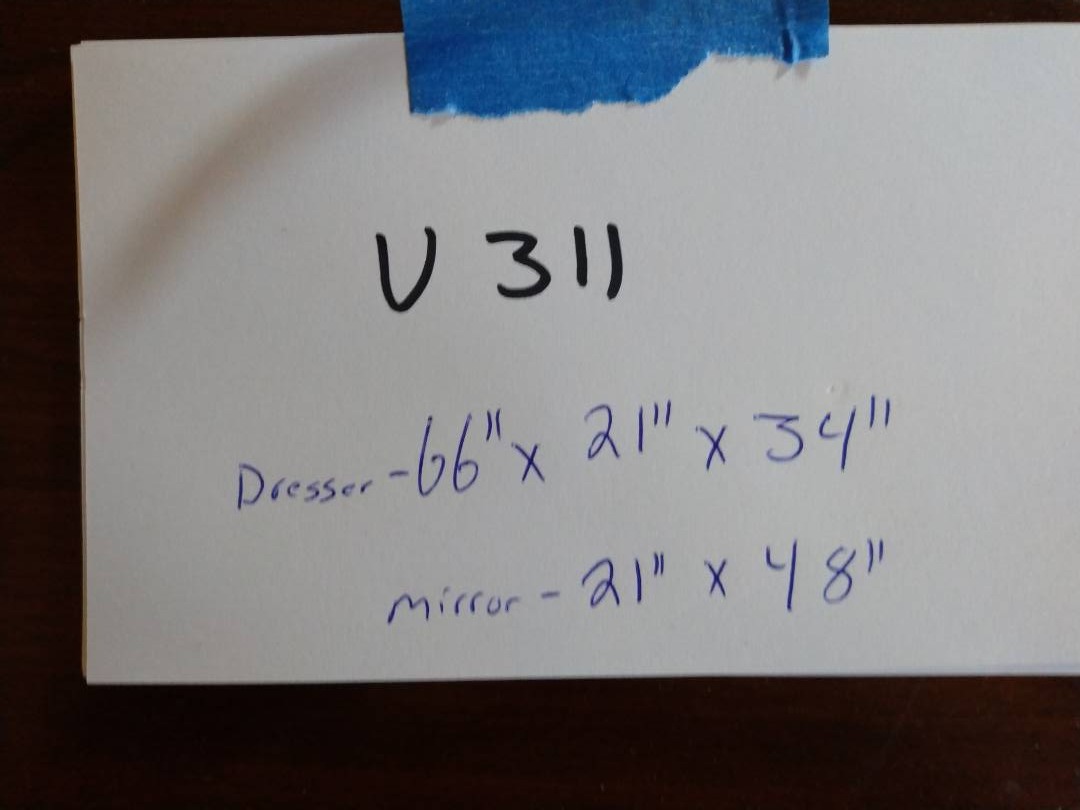 U 311
Dresser - 66" x 21" x 34"
Mirror - 21" x 48"